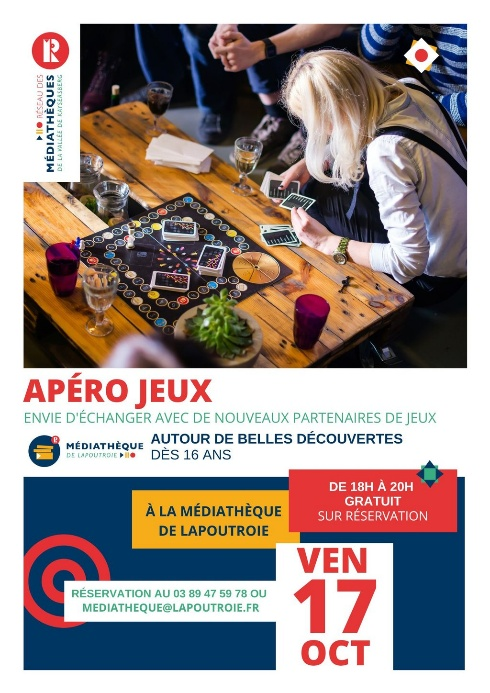 RÉSEAU DES
MÉDIATHÈQUES
DE LA VALLÉE DE KAYSERSBERG
APÉRO JEUX
ENVIE D'ÉCHANGER AVEC DE NOUVEAUX PARTENAIRES DE JEUX
MÉDIATHÈQUE
DE LAPOUTROIE
AUTOUR DE BELLES DÉCOUVERTES
DÈS 16 ANS
DE 18H À 20H
GRATUIT
SUR RÉSERVATION
À LA MÉDIATHÈQUE
DE LAPOUTROIE
VEN
17
OCT
RÉSERVATION AU 03 89 47 59 78 OU
MEDIATHEQUE@LAPOUTROIE.FR